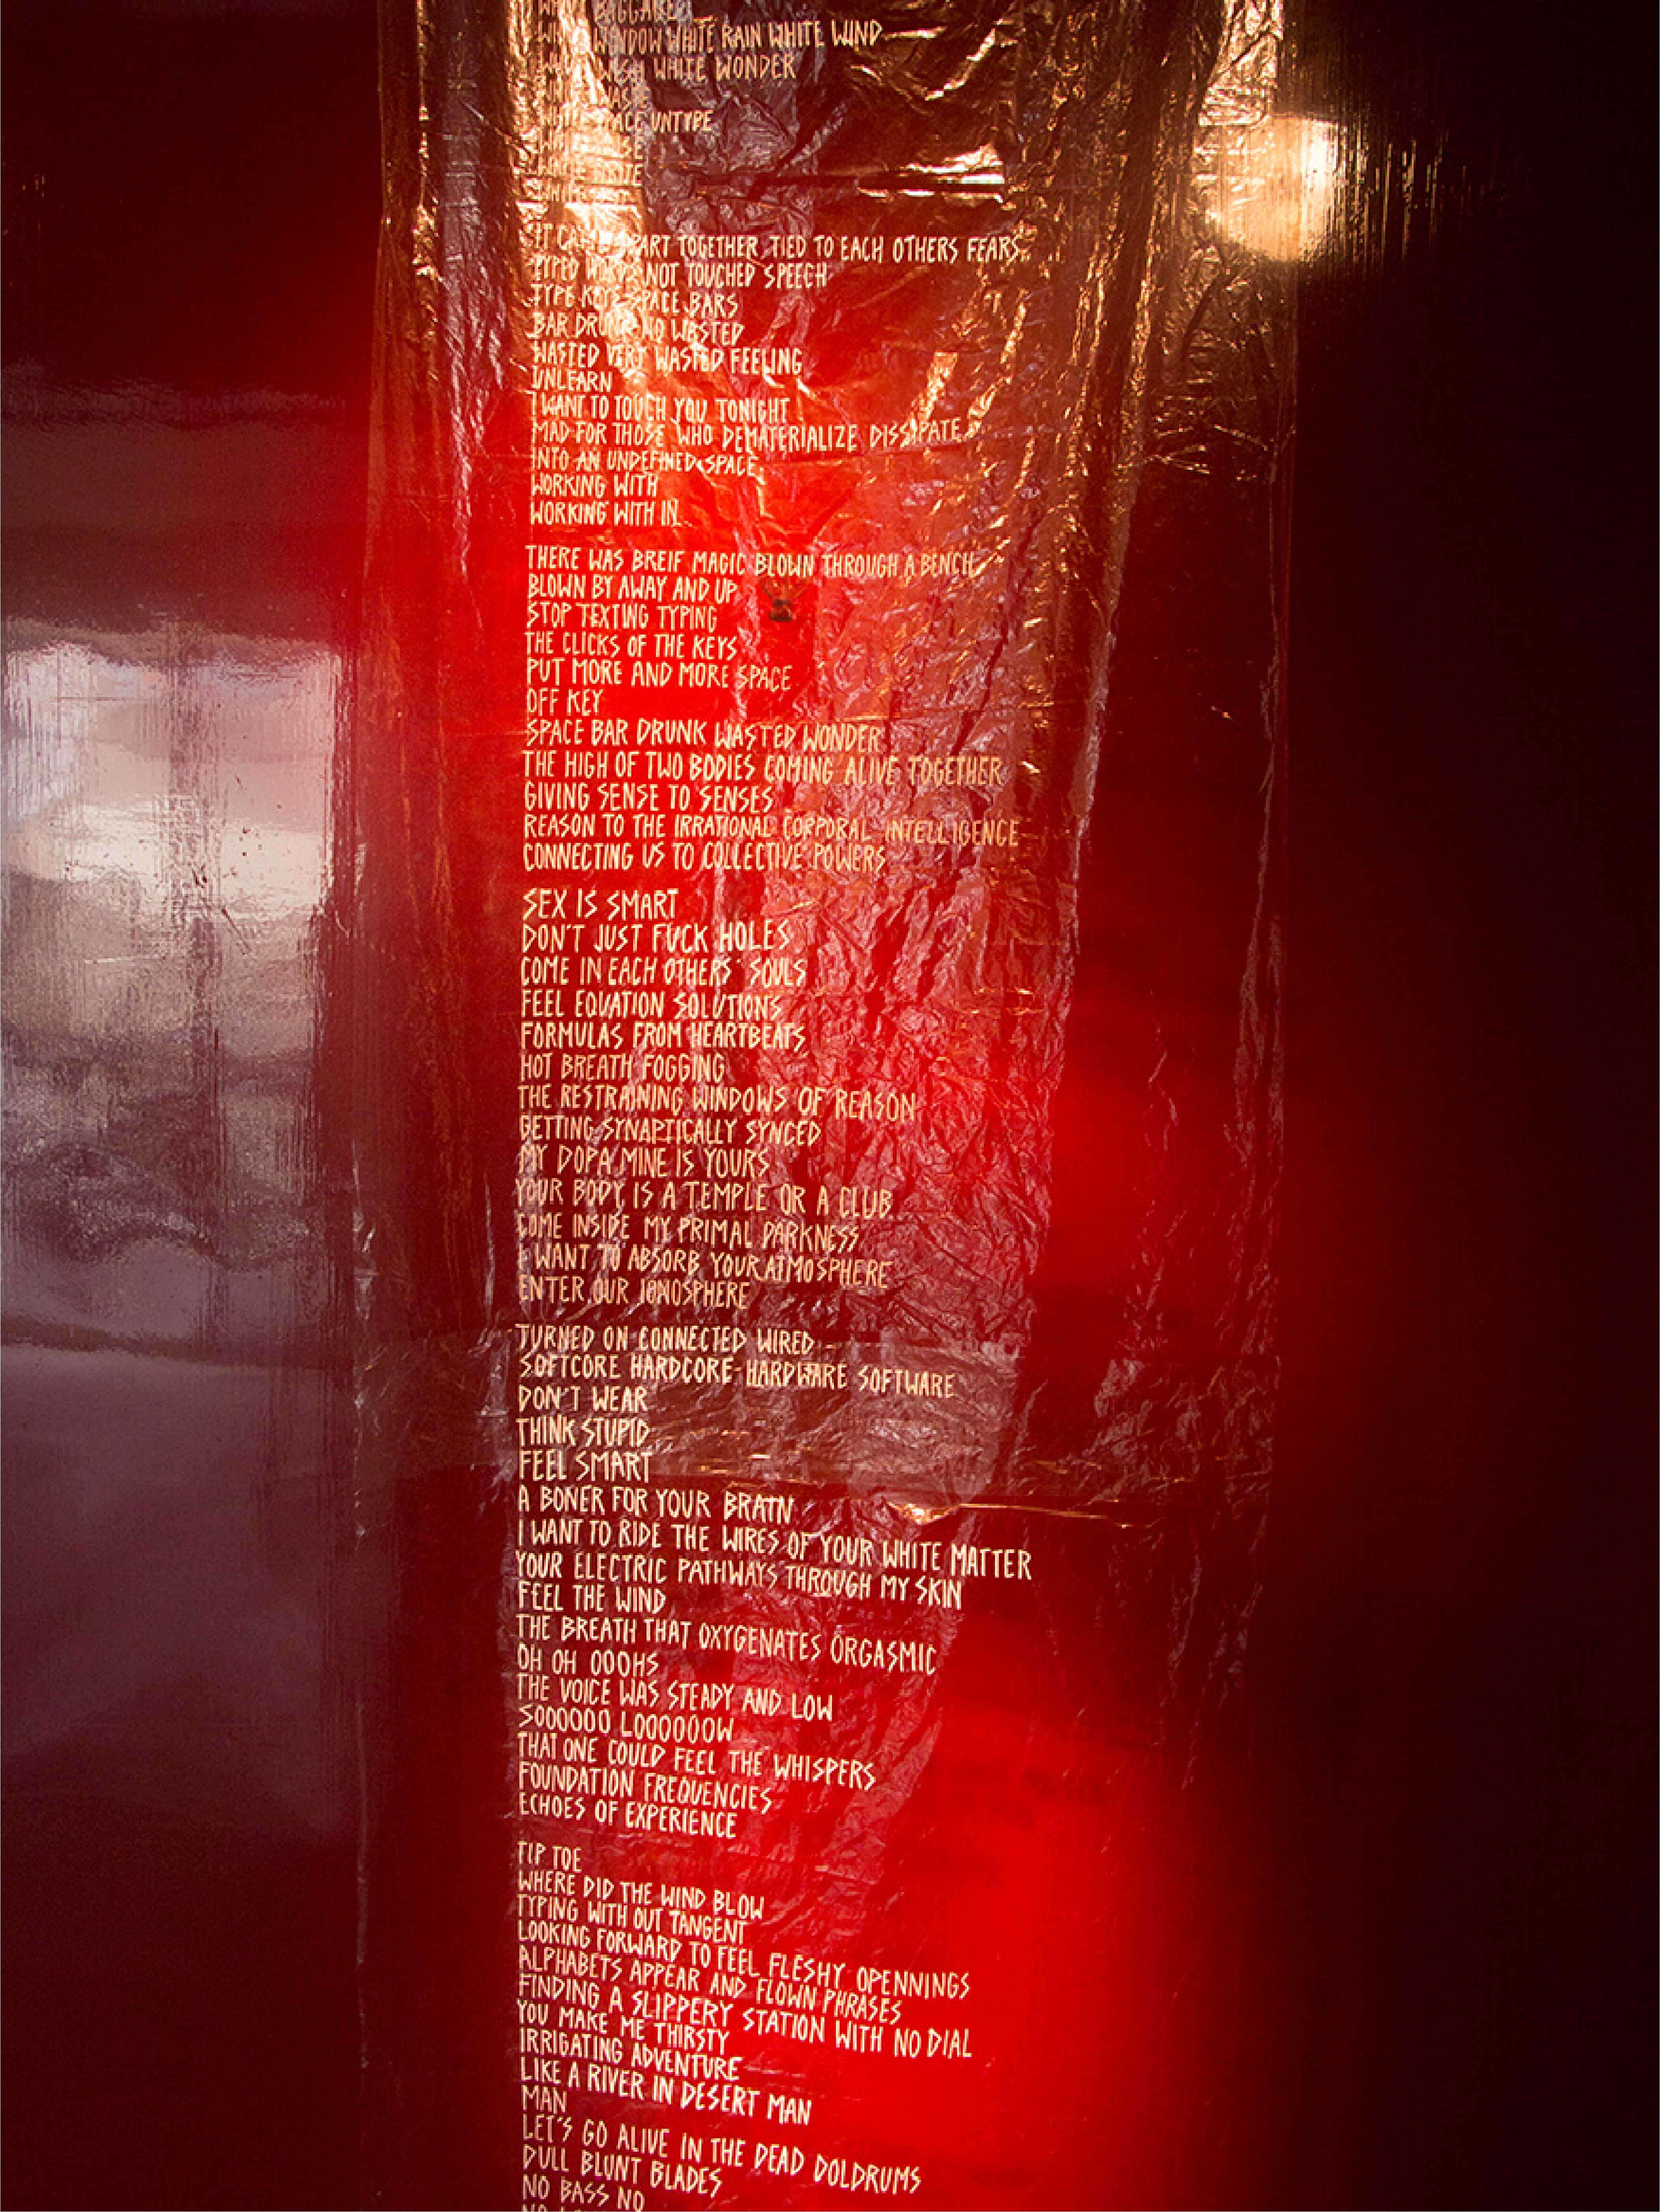 BAGGAGE
WINDOW WHITE RAIN WHITE WIND
WISH WHITE WONDER
WASTE
WHITE SPACE UNTYPE
IT CAME APART TOGETHER TIED TO EACH OTHERS FEARS
TYPED NOT TOUCHED SPEECH
TYPE KEYS SPACE BARS
BAR DRUNK NO WASTED
WASTED VERY WASTED FEELING
UNLEARN
I WANT TO TOUCH YOU TONIGHT
MAD FOR THOSE WHO DEMATERIALIZE DISSIPATE
INTO AN UNDEFINED SPACE
WORKING WITH
WORKING WITH IN
THERE WAS BREIF MAGIC BLOWN THROUGH A BENCH
BLOWN BY AWAY AND UP
STOP TEXTING TYPING
THE CLICKS OF THE KEYS
PUT MORE AND MORE SPACE
OFF KEY
SPACE BAR DRUNK WASTED WONDER
THE HIGH OF TWO BODIES COMING ALIVE TOGETHER
GIVING SENSE TO SENSES
REASON TO THE IRRATIONAL CORPORAL INTELLIGENCE
CONNECTING US TO COLLECTIVE POWERS
SEX IS SMART
DON'T JUST FUCK HOLES
COME IN EACH OTHERS' SOULS
FEEL EQUATION SOLUTIONS
FORMULAS FROM HEARTBEATS
HOT BREATH FOGGING
THE RESTRAINING WINDOWS OF REASON
GETTING SYNAPTICALLY SYNCED
MY DOPAMINE IS YOURS
YOUR BODY IS A TEMPLE OR A CLUB
COME INSIDE MY PRIMAL DARKNESS
I WANT TO ABSORB YOUR ATMOSPHERE
ENTER OUR IONOSPHERE
TURNED ON CONNECTED WIRED
SOFTCORE HARDCORE-HARDWARE SOFTWARE
DON'T WEAR
THINK STUPID
FEEL SMART
A BONER FOR YOUR BRAIN
I WANT TO RIDE THE WIRES OF YOUR WHITE MATTER
YOUR ELECTRIC PATHWAYS THROUGH MY SKIN
FEEL THE WIND
THE BREATH THAT OXYGENATES ORGASMIC
OH OH OOOHS
THE VOICE WAS STEADY AND LOW
SOOOOOO LOOOOOOW
THAT ONE COULD FEEL THE WHISPERS
FOUNDATION FREQUENCIES
ECHOES OF EXPERIENCE
TIP TOE
WHERE DID THE WIND BLOW
TYPING WITH OUT TANGENT
LOOKING FORWARD TO FEEL FLESHY OPENNINGS
ALPHABETS APPEAR AND FLOWN PHRASES
FINDING A SLIPPERY STATION WITH NO DIAL
YOU MAKE ME THIRSTY
IRRIGATING ADVENTURE
LIKE A RIVER IN DESERT MAN
MAN
LET'S GO ALIVE IN THE DEAD DOLDRUMS
DULL BLUNT BLADES
NO BASS NO